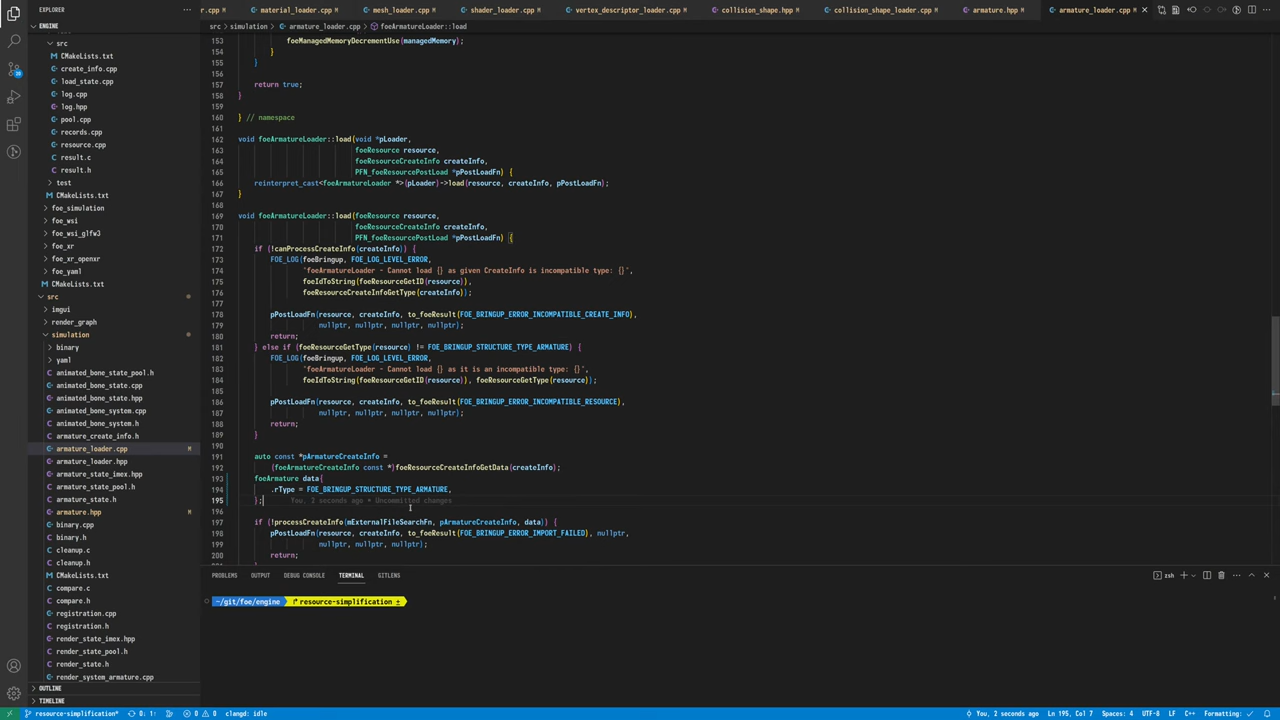 EXPLORER
r.cpp
material_loader.cpp
mesh_loader.cpp
shader_loader.cpp
vertex_descriptor_loader.cpp
collision_shape.hpp
collision_shape_loader.cpp
armature.hpp
armature_loader.cpp
ENGINE
src
CMakeLists.txt
create_info.cpp
load_state.cpp
log.cpp
log.hpp
pool.cpp
records.cpp
resource.cpp
result.c
result.h
test
CMakeLists.txt
foe_simulation
foe_wsi
foe_wsi_glfw3
foe_xr
foe_xr_openxr
foe_yaml
CMakeLists.txt
src
imgui
render_graph
simulation
binary
yaml
animated_bone_state_pool.h
animated_bone_state.cpp
animated_bone_state.hpp
animated_bone_system.cpp
animated_bone_system.h
armature_create_info.h
armature_loader.cpp M
armature_loader.hpp
armature_state_imex.hpp
armature_state_pool.h
armature_state.h
armature.hpp M
binary.cpp
binary.h
cleanup.c
cleanup.h
CMakeLists.txt
compare.c
compare.h
registration.cpp
registration.h
render_state_imex.hpp
render_state_pool.h
render_state.h
render_system_armature.cpp
OUTLINE
TIMELINE
src > simulation > armature_loader.cpp > foeArmatureLoader::load
153 foeManagedMemoryDecrementUse(managedMemory);
154 }
155 }
156
157 return true;
158 }
159
160 } // namespace
161
162 void foeArmatureLoader::load(void *pLoader,
163 foeResource resource,
164 foeResourceCreateInfo createInfo,
165 PFN_foeResourcePostLoad *pPostLoadFn) {
166 reinterpret_cast<foeArmatureLoader *>(pLoader)->load(resource, createInfo, pPostLoadFn);
167 }
168
169 void foeArmatureLoader::load(foeResource resource,
170 foeResourceCreateInfo createInfo,
171 PFN_foeResourcePostLoad *pPostLoadFn) {
172 if (!canProcessCreateInfo(createInfo)) {
173 FOE_LOG(foeBringup, FOE_LOG_LEVEL_ERROR,
174 "foeArmatureLoader - Cannot load {} as given CreateInfo is incompatible type: {}",
175 foeIdToString(foeResourceGetID(resource)),
176 foeResourceCreateInfoGetType(createInfo));
177
178 pPostLoadFn(resource, createInfo, to_foeResult(FOE_BRINGUP_ERROR_INCOMPATIBLE_CREATE_INFO),
179 nullptr, nullptr, nullptr, nullptr);
180 return;
181 } else if (foeResourceGetType(resource) != FOE_BRINGUP_STRUCTURE_TYPE_ARMATURE) {
182 FOE_LOG(foeBringup, FOE_LOG_LEVEL_ERROR,
183 "foeArmatureLoader - Cannot load {} as it is an incompatible type: {}",
184 foeIdToString(foeResourceGetID(resource)), foeResourceGetType(resource));
185
186 pPostLoadFn(resource, createInfo, to_foeResult(FOE_BRINGUP_ERROR_INCOMPATIBLE_RESOURCE),
187 nullptr, nullptr, nullptr, nullptr);
188 return;
189 }
190
191 auto const *pArmatureCreateInfo =
192 (foeArmatureCreateInfo const *)foeResourceCreateInfoGetData(createInfo);
193 foeArmature data{
194 .rType = FOE_BRINGUP_STRUCTURE_TYPE_ARMATURE,
195 }; You, 2 seconds ago • Uncommitted changes
196
197 if (!processCreateInfo(mExternalFileSearchFn, pArmatureCreateInfo, data)) {
198 pPostLoadFn(resource, createInfo, to_foeResult(FOE_BRINGUP_ERROR_IMPORT_FAILED), nullptr,
199 nullptr, nullptr, nullptr);
200 return;
PROBLEMS OUTPUT DEBUG CONSOLE TERMINAL GITLENS
zsh
~/git/foe/engine resource-simplification ±
resource-simplification* 0↓ 1↑ 0 0 clangd: idle
You, 2 seconds ago Ln 195, Col 7 Spaces: 4 UTF-8 LF C++ Formatting: ✓